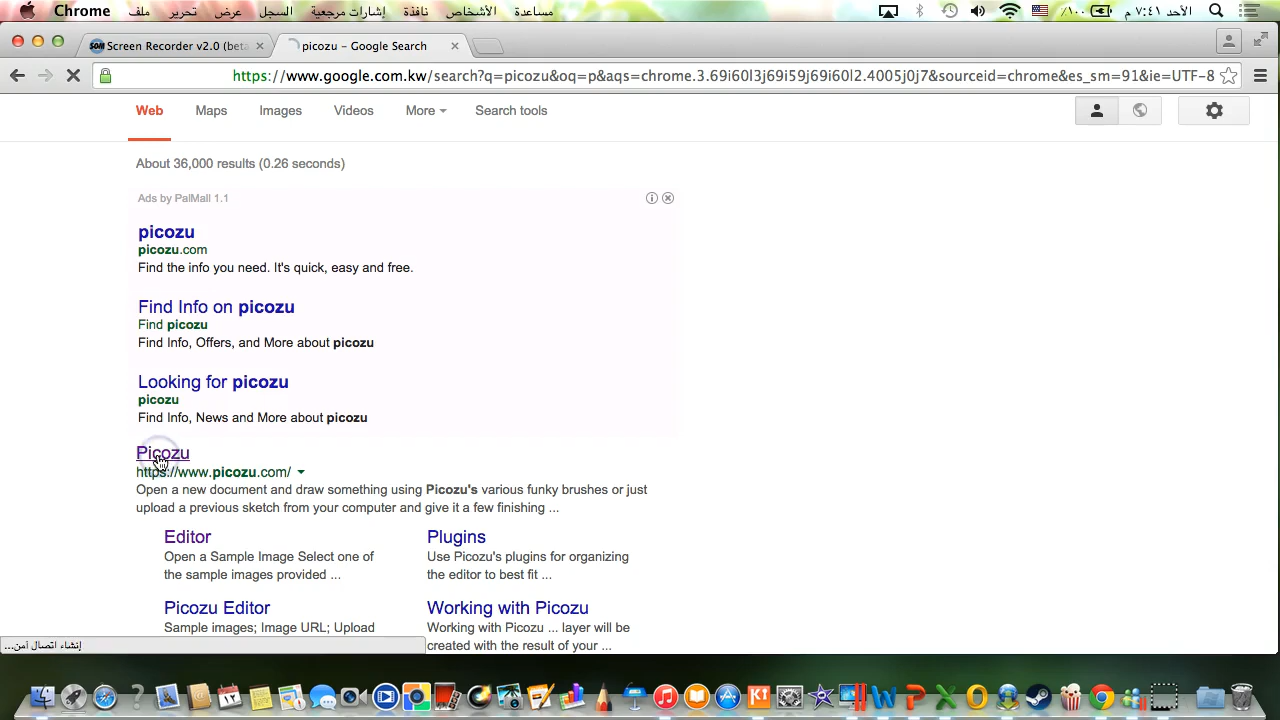 Chrome ملف تحرير عرض السجل إشارات مرجعية الأشخاص نافذة مساعدة ١٠٠٪ الأحد ٧:٤١ م
Screen Recorder v2.0 (beta picozu - Google Search
https://www.google.com.kw/search?q=picozu&oq=p&aqs=chrome.3.69i60l3j69i59j69i60l2.4005j0j7&sourceid=chrome&es_sm=91&ie=UTF-8
Web Maps Images Videos More Search tools
About 36,000 results (0.26 seconds)
Ads by PalMall 1.1
picozu
picozu.com
Find the info you need. It's quick, easy and free.
Find Info on picozu
Find picozu
Find Info, Offers, and More about picozu
Looking for picozu
picozu
Find Info, News and More about picozu
Picozu
https://www.picozu.com/
Open a new document and draw something using Picozu's various funky brushes or just
upload a previous sketch from your computer and give it a few finishing ...
Editor Plugins
Open a Sample Image Select one of Use Picozu's plugins for organizing
the sample images provided ... the editor to best fit ...
Picozu Editor Working with Picozu
Sample images; Image URL; Upload Working with Picozu ... layer will be
إنشاء اتصال آمن... created with the result of your ...